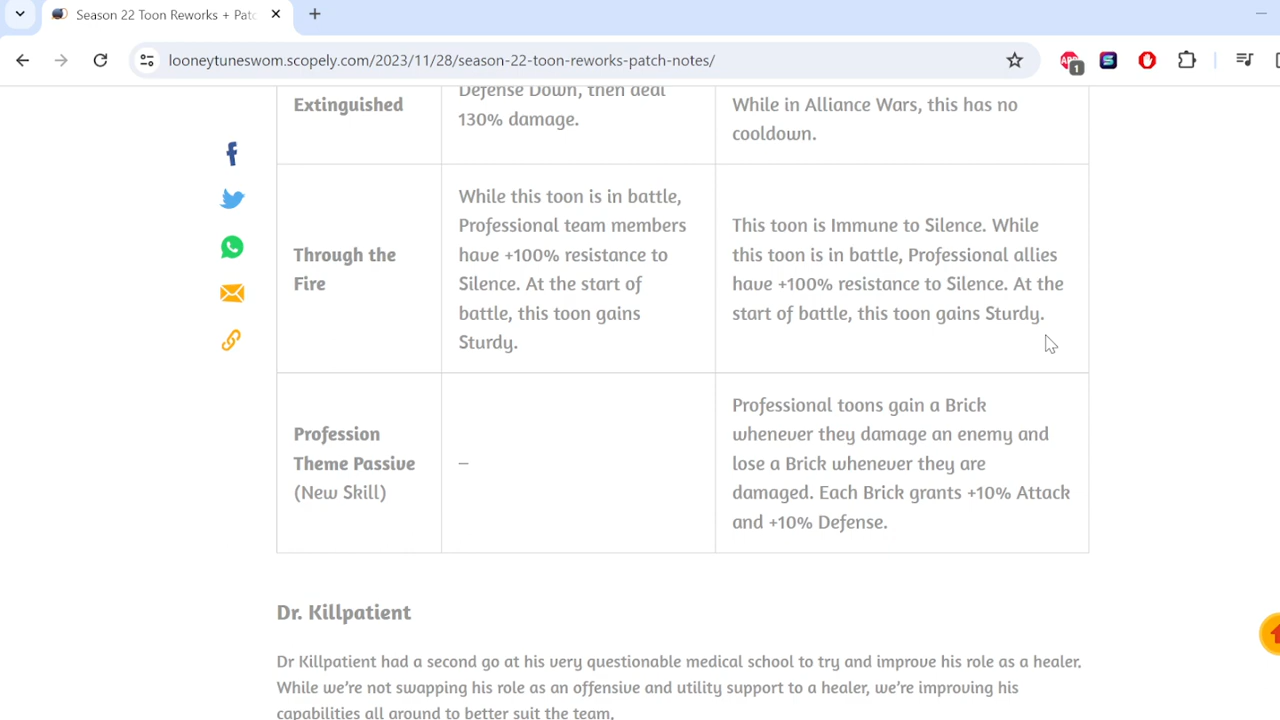 Season 22 Toon Reworks + Patc
looneytuneswom.scopely.com/2023/11/28/season-22-toon-reworks-patch-notes/
1
Extinguished
Defense Down, then deal
130% damage.
While in Alliance Wars, this has no
cooldown.
Through the
Fire
While this toon is in battle,
Professional team members
have +100% resistance to
Silence. At the start of
battle, this toon gains
Sturdy.
This toon is Immune to Silence. While
this toon is in battle, Professional allies
have +100% resistance to Silence. At the
start of battle, this toon gains Sturdy.
Profession
Theme Passive
(New Skill)
–
Professional toons gain a Brick
whenever they damage an enemy and
lose a Brick whenever they are
damaged. Each Brick grants +10% Attack
and +10% Defense.
Dr. Killpatient
Dr Killpatient had a second go at his very questionable medical school to try and improve his role as a healer.
While we're not swapping his role as an offensive and utility support to a healer, we're improving his
capabilities all around to better suit the team.